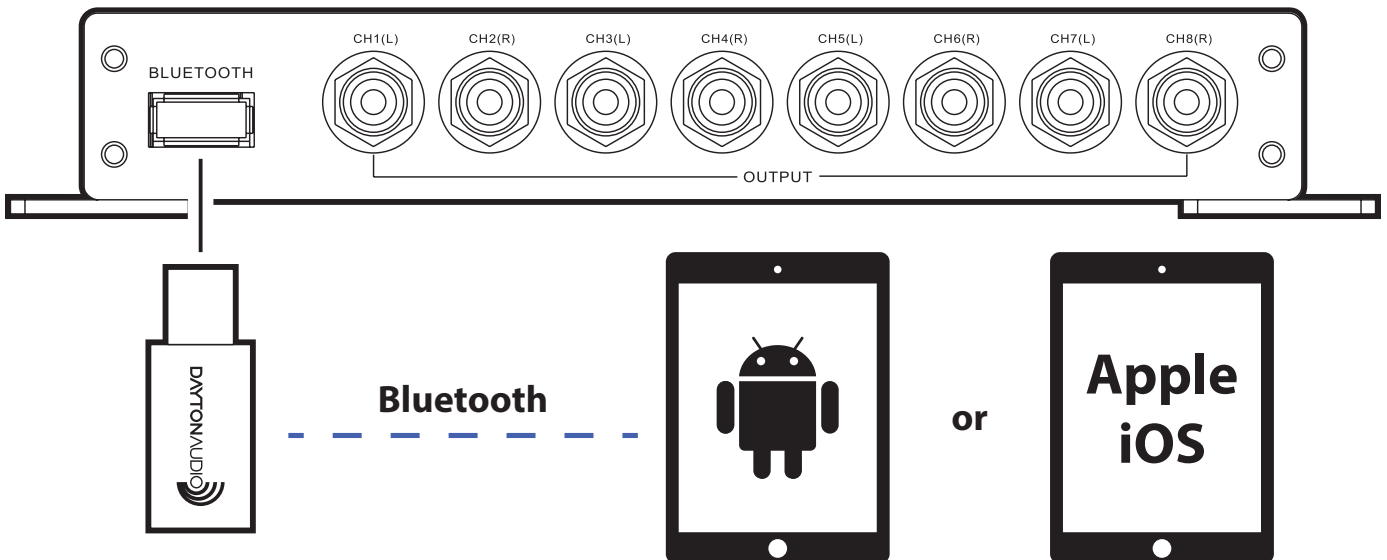 CH1(L) CH2(R) CH3(L) CH4(R) CH5(L) CH6(R) CH7(L) CH8(R)
BLUETOOTH
OUTPUT
DAYTONAUDIO
Bluetooth
or
Apple
iOS